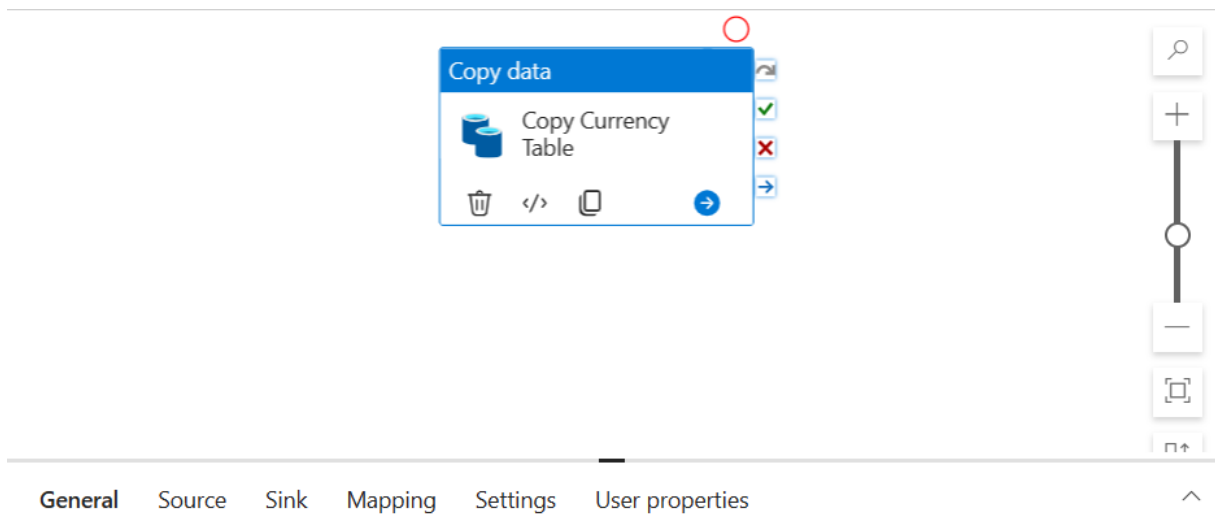 Copy data
Copy Currency
Table
General Source Sink Mapping Settings User properties